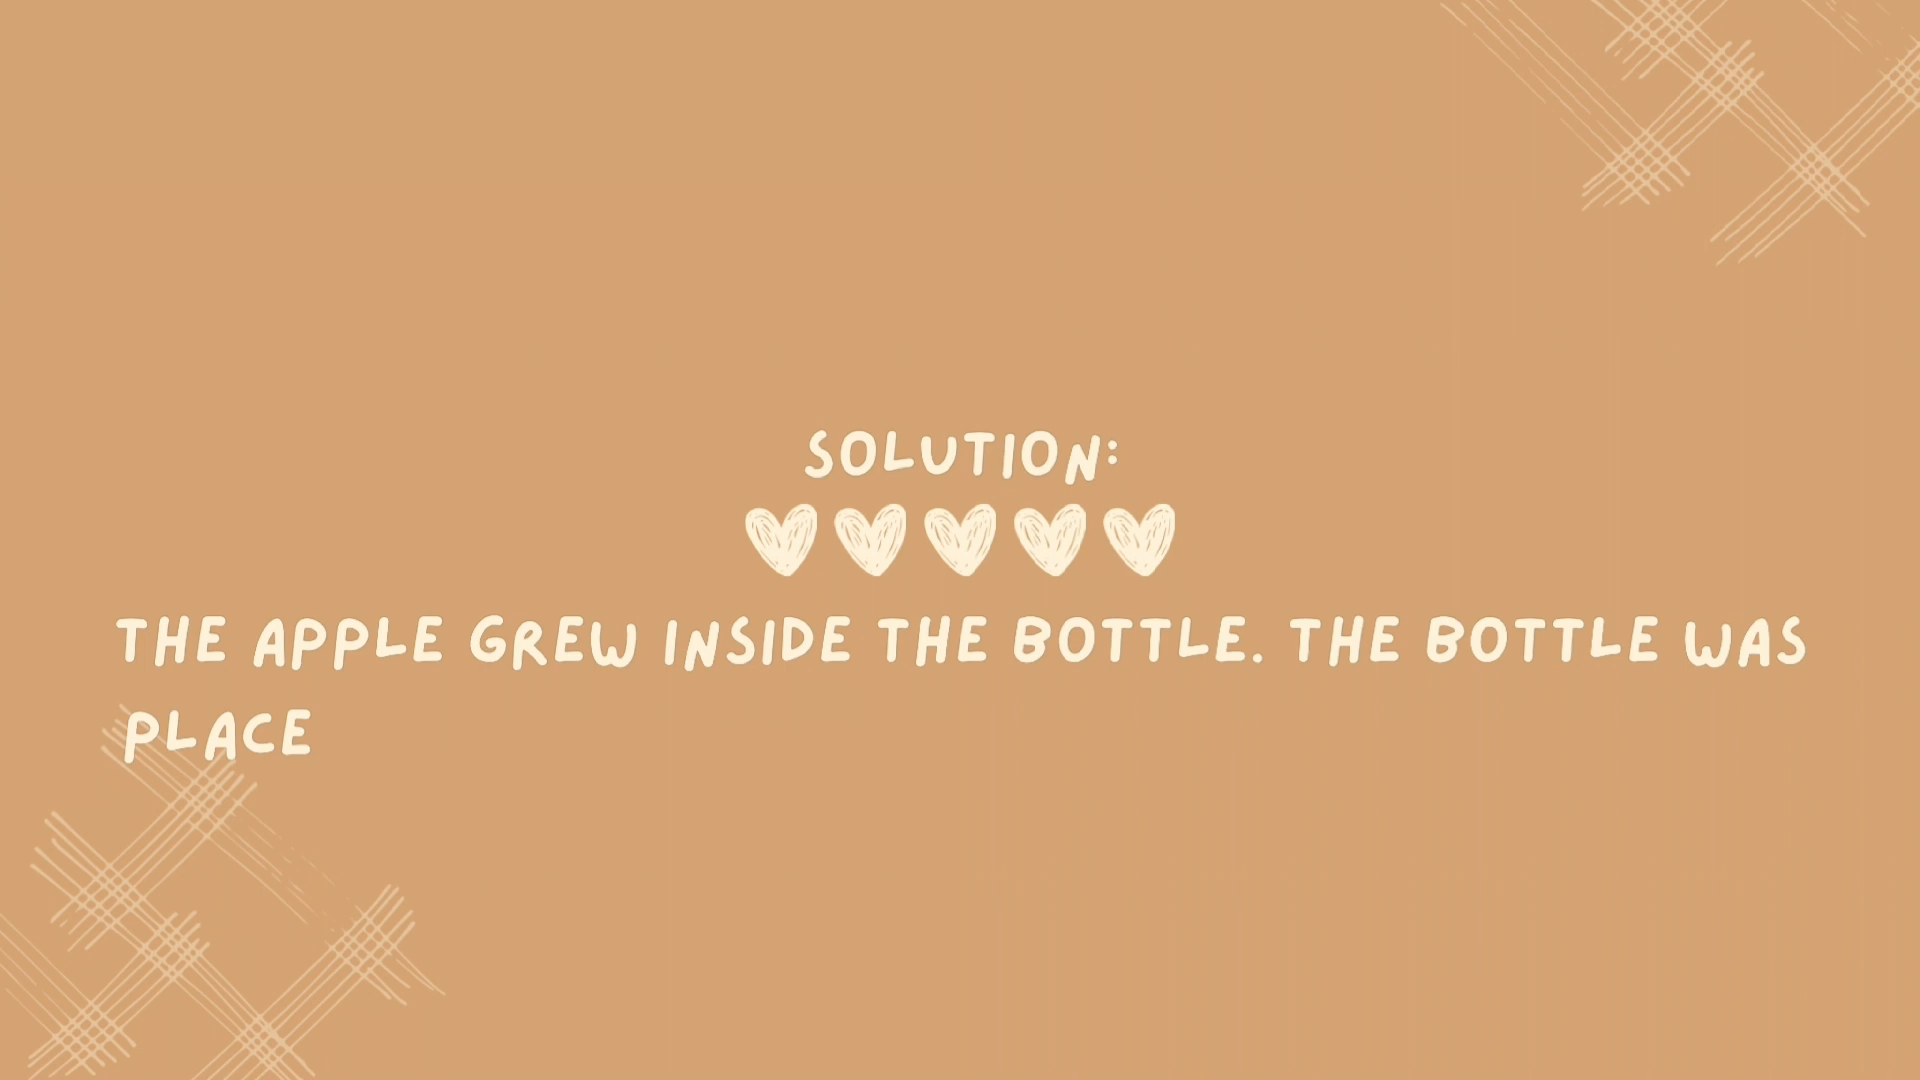 SOLUTION:
THE APPLE GREW INSIDE THE BOTTLE. THE BOTTLE WAS
PLACE